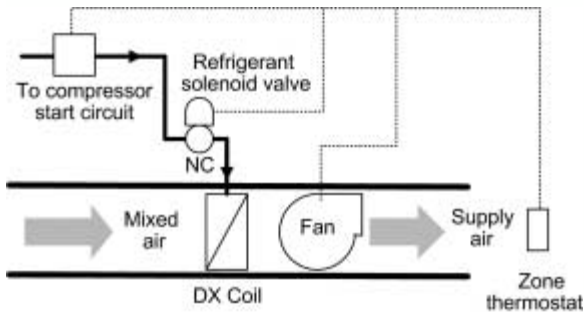 Refrigerant
solenoid valve
To compressor
start circuit
NC
Mixed
air
Fan
Supply
air
DX Coil
Zone
thermostat